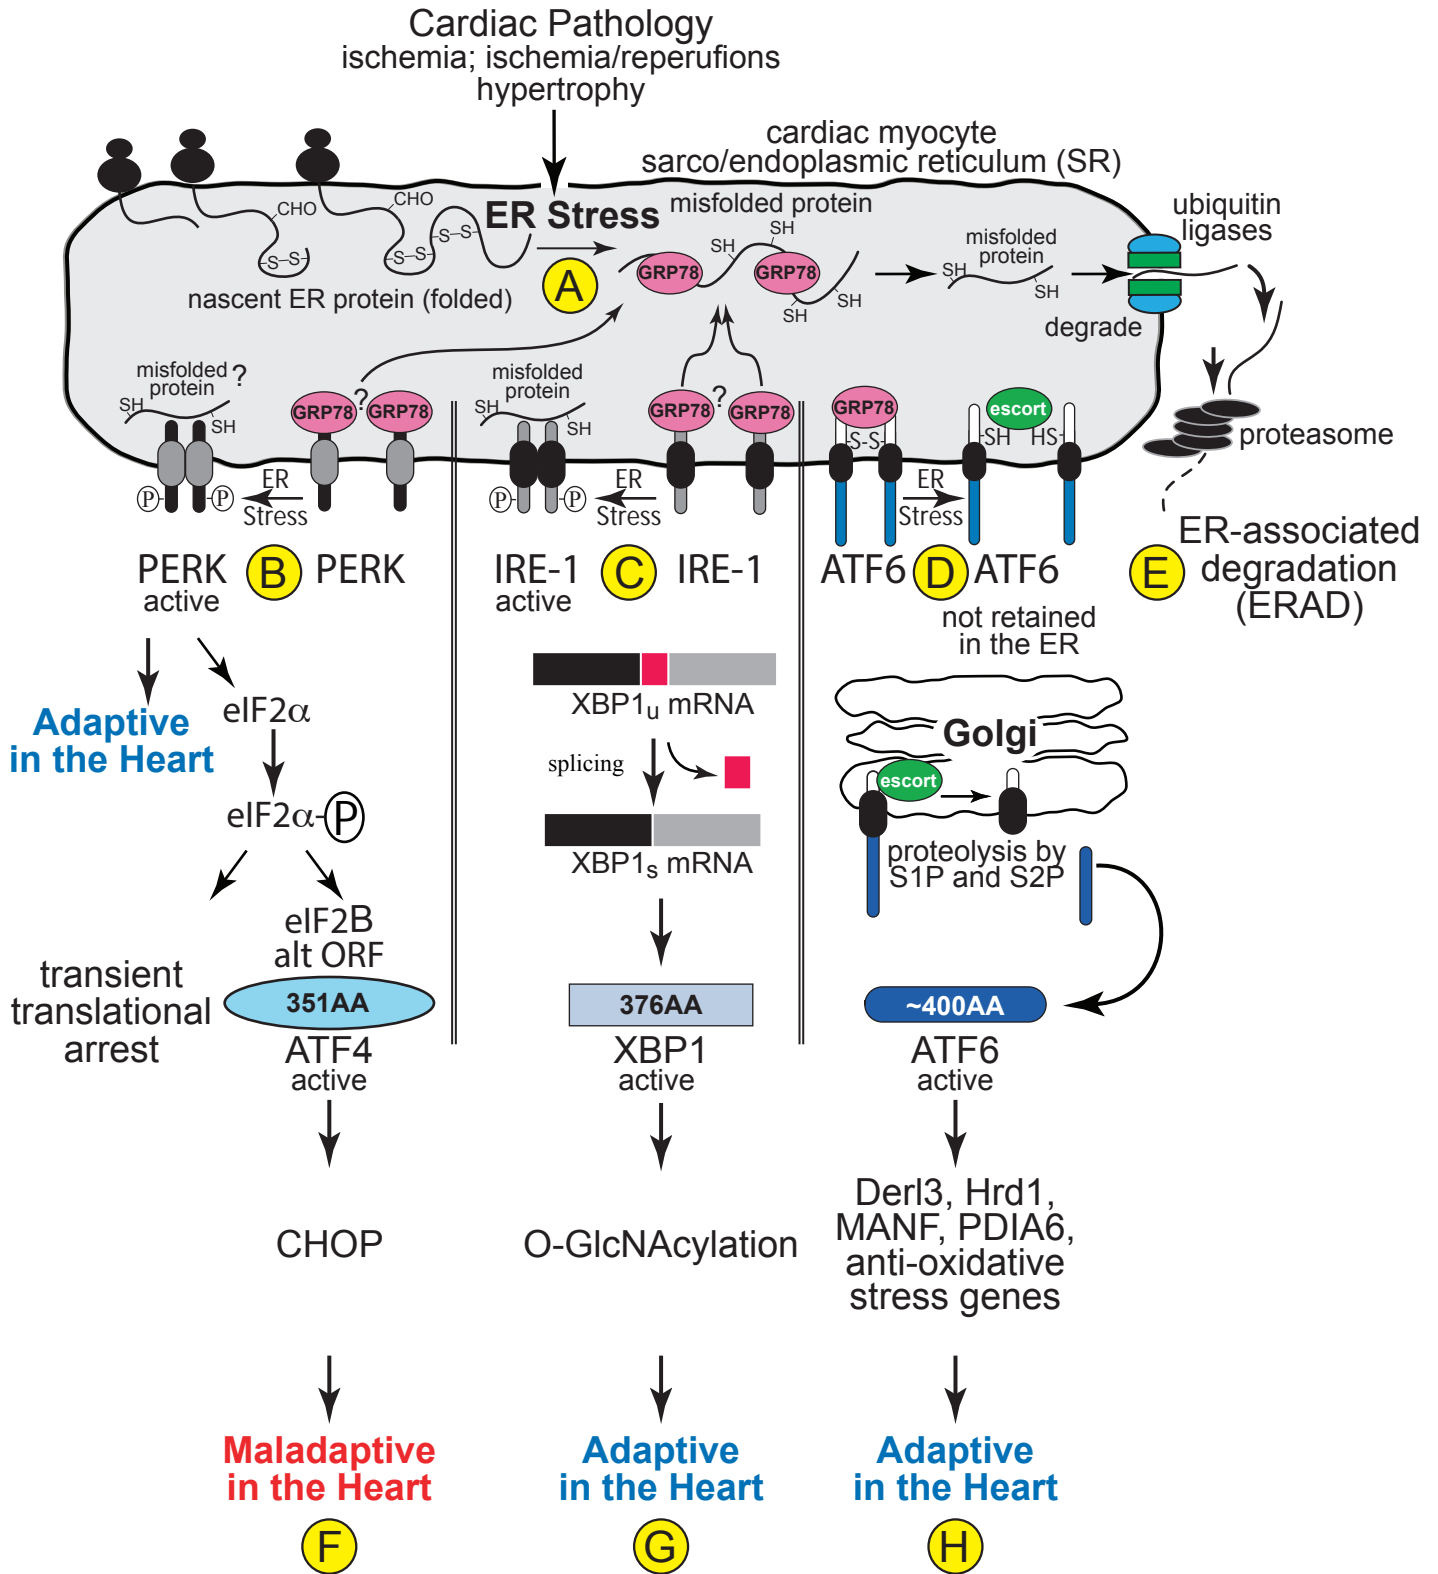 Cardiac Pathology
ischemia; ischemia/reperufions
hypertrophy
cardiac myocyte
sarco/endoplasmic reticulum (SR)
CHO
CHO
S-S
S-S
S-S
ER Stress
misfolded protein
SH
SH
GRP78
GRP78
SH
SH
A
nascent ER protein (folded)
misfolded
protein
SH
SH
ubiquitin
ligases
degrade
misfolded ?
protein
SH
SH
GRP78
?
GRP78
misfolded
protein
SH
SH
GRP78
?
GRP78
GRP78
S-S
escort
SH
HS
proteasome
P
P
ER
Stress
P
P
ER
Stress
ER
Stress
PERK
active
B
PERK
IRE-1
active
C
IRE-1
ATF6
D
ATF6
not retained
in the ER
E
ER-associated
degradation
(ERAD)
Adaptive
in the Heart
eIF2α
eIF2α-P
eIF2B
alt ORF
transient
translational
arrest
351AA
ATF4
active
CHOP
Maladaptive
in the Heart
F
XBP1u mRNA
splicing
XBP1s mRNA
376AA
XBP1
active
O-GlcNAcylation
Adaptive
in the Heart
G
Golgi
escort
proteolysis by
S1P and S2P
~400AA
ATF6
active
Derl3, Hrd1,
MANF, PDIA6,
anti-oxidative
stress genes
Adaptive
in the Heart
H